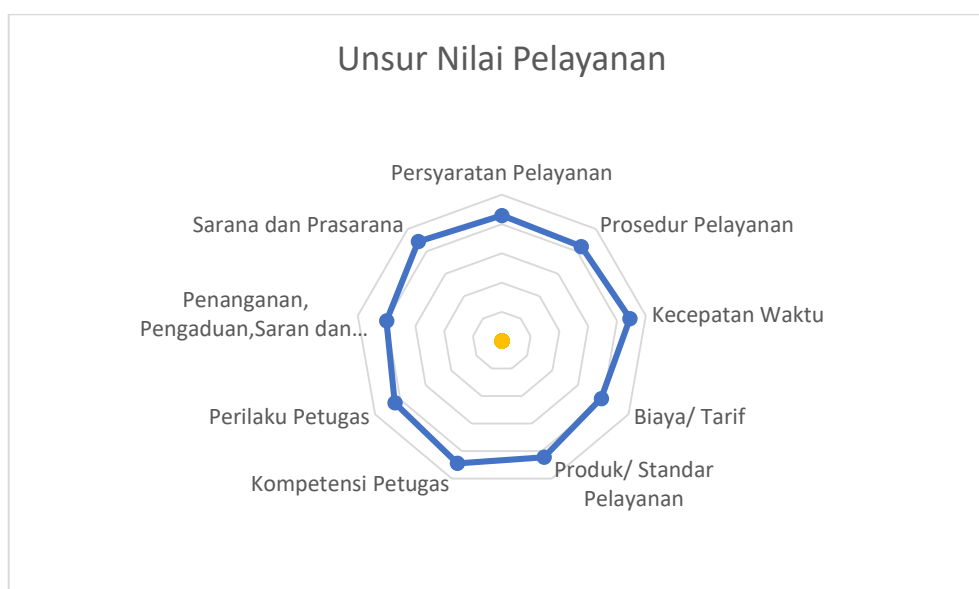 Unsur Nilai Pelayanan
Persyaratan Pelayanan
Sarana dan Prasarana
Prosedur Pelayanan
Penanganan,
Pengaduan,Saran dan...
Kecepatan Waktu
Perilaku Petugas
Biaya/ Tarif
Kompetensi Petugas
Produk/ Standar
Pelayanan